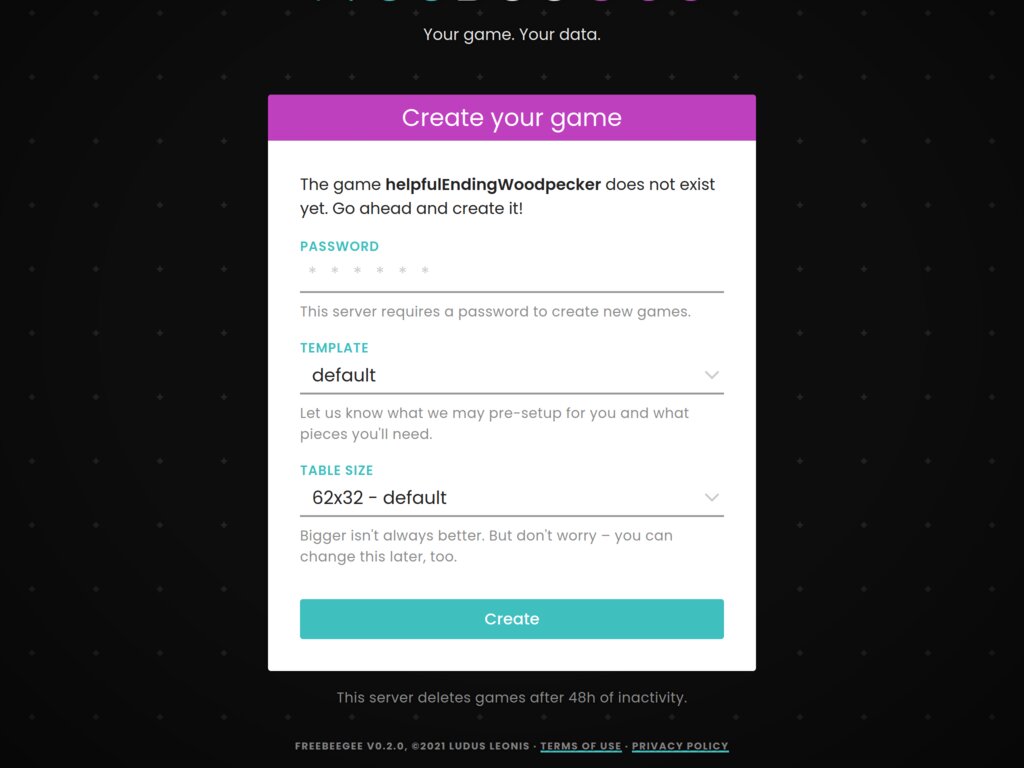 Your game. Your data.
Create your game
The game helpfulEndingWoodpecker does not exist
yet. Go ahead and create it!
PASSWORD
* * * * * *
This server requires a password to create new games.
TEMPLATE
default
Let us know what we may pre-setup for you and what
pieces you'll need.
TABLE SIZE
62x32 - default
Bigger isn't always better. But don't worry – you can
change this later, too.
Create
This server deletes games after 48h of inactivity.
FREEBEEGEE V0.2.0, ©2021 LUDUS LEONIS · TERMS OF USE · PRIVACY POLICY